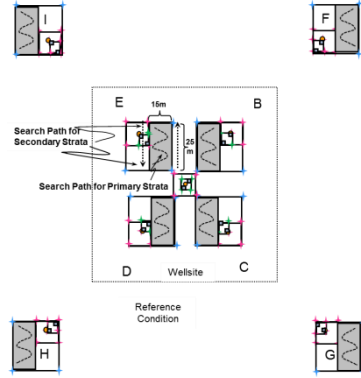 I
F
E
15m
B
Search Path for
Secondary Strata
25
m
Search Path for Primary Strata
D
Wellsite
C
Reference
Condition
H
G